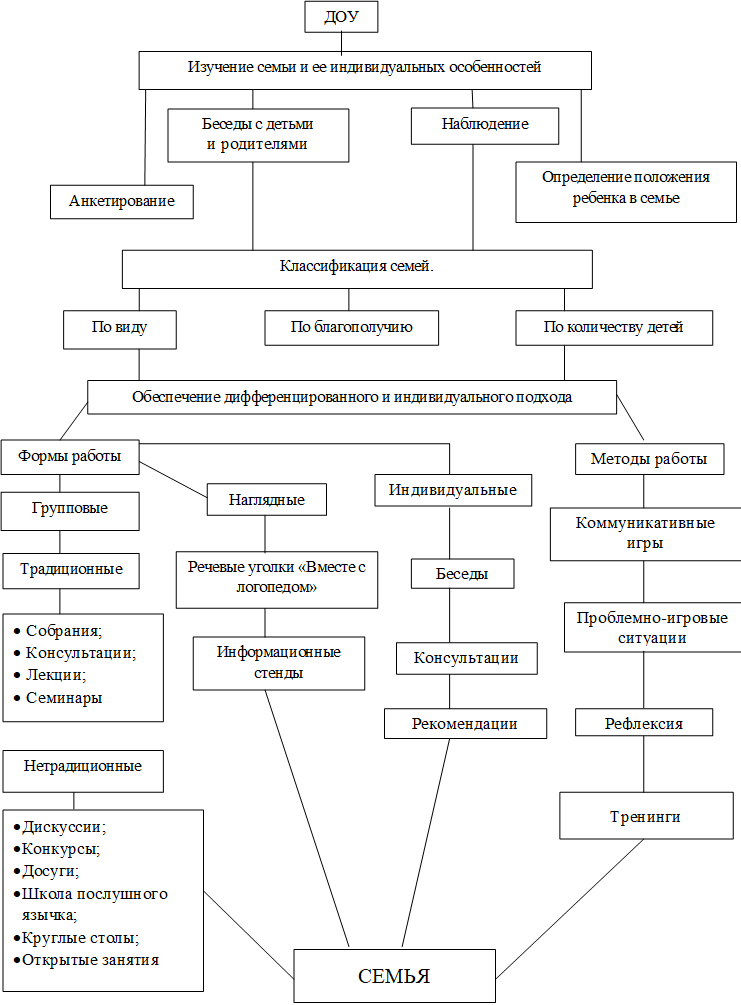 ДОУ
Изучение семьи и ее индивидуальных особенностей
Беседы с детьми
и родителями
Наблюдение
Анкетирование
Определение положения
ребенка в семье
Классификация семей.
По виду
По благополучию
По количеству детей
Обеспечение дифференцированного и индивидуального подхода
Формы работы
Методы работы
Групповые
Наглядные
Индивидуальные
Коммуникативные
игры
Традиционные
Речевые уголки «Вместе с
логопедом»
Беседы
Проблемно-игровые
ситуации
• Собрания;
• Консультации;
• Лекции;
• Семинары
Информационные
стенды
Консультации
Рекомендации
Рефлексия
Нетрадиционные
Тренинги
• Дискуссии;
• Конкурсы;
• Досуги;
• Школа послушного
язычка;
• Круглые столы;
• Открытые занятия
СЕМЬЯ